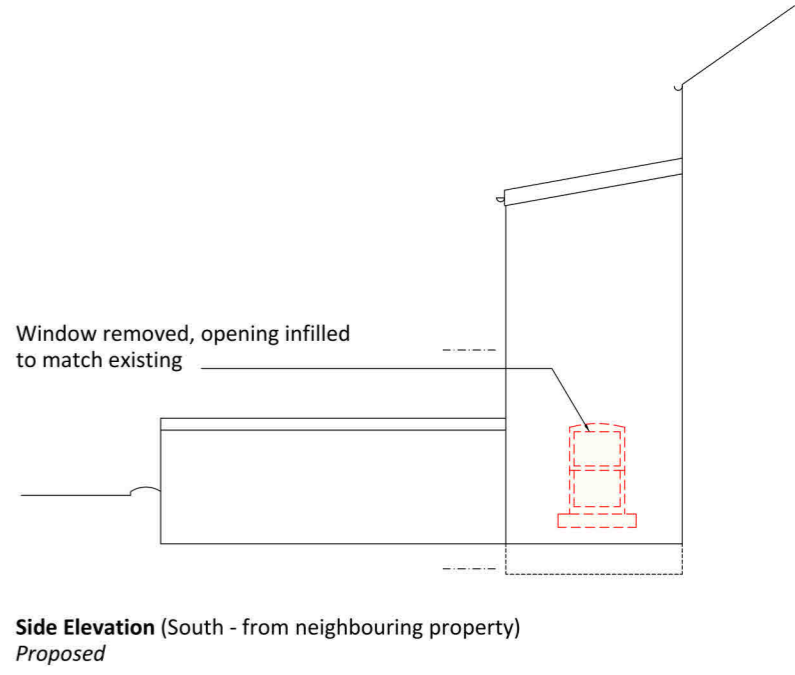 Window removed, opening infilled
to match existing
Side Elevation (South - from neighbouring property)
Proposed